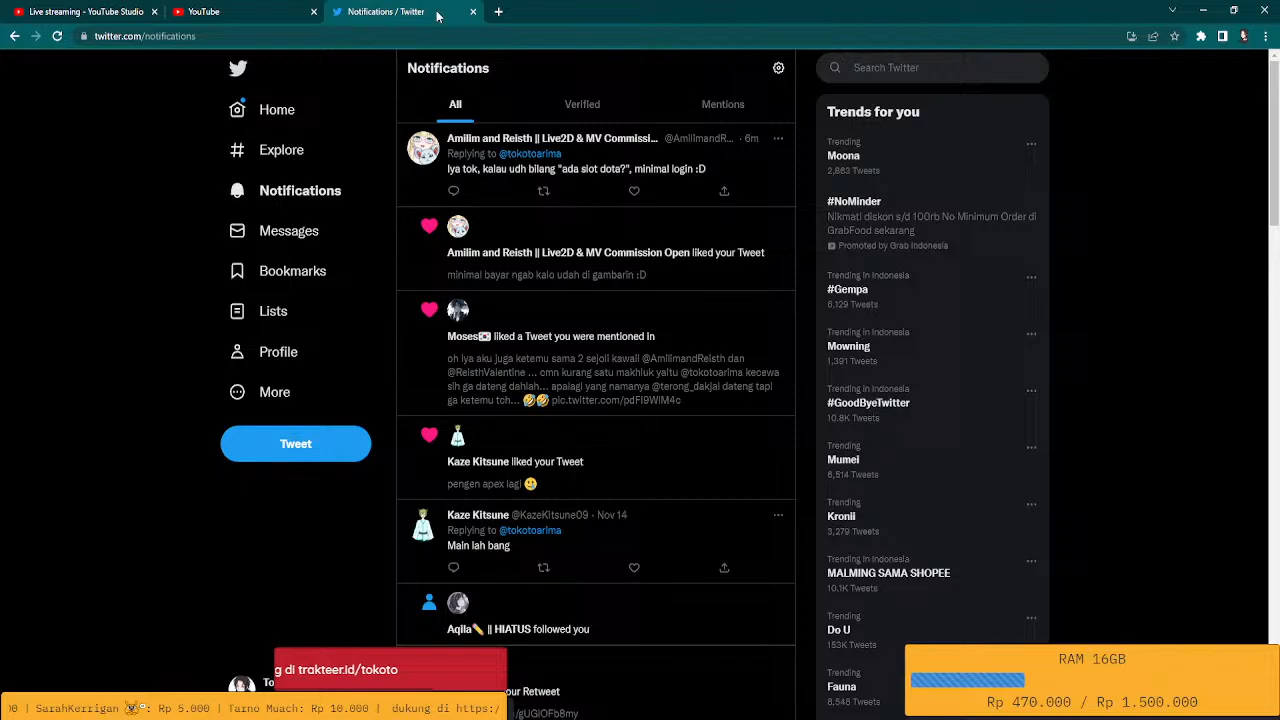 Live streaming - YouTube Studio
YouTube
Notifications / Twitter
twitter.com/notifications
Home
Explore
Notifications
Messages
Bookmarks
Lists
Profile
More
Tweet
Notifications
All
Verified
Mentions
Amilim and Reisth || Live2D & MV Commissi... @AmilimandR... · 6m
Replying to @tokotoarima
Iya tok, kalau udh bilang "ada slot dota?", minimal login :D
Amilim and Reisth || Live2D & MV Commission Open liked your Tweet
minimal bayar ngab kalo udah di gambarin :D
Moses🇰🇷 liked a Tweet you were mentioned in
oh iya aku juga ketemu sama 2 sejoli kawaii @AmilimandReisth dan
@ReisthValentine ... cmn kurang satu makhluk yaitu @tokotoarima kecewa
sih ga dateng dahlah... apalagi yang namanya @terong_dakjal dateng tapi
ga ketemu tch... 🤣🤣 pic.twitter.com/pdFI9WIM4c
Kaze Kitsune liked your Tweet
pengen apex lagi 🙂
Kaze Kitsune @KazeKitsune09 · Nov 14
Replying to @tokotoarima
Main lah bang
Aqila✏️ || HIATUS followed you
our Retweet
/gUGIOFb8my
Search Twitter
Trends for you
Trending
Moona
2,863 Tweets
#NoMinder
Nikmati diskon s/d 100rb No Minimum Order di
GrabFood sekarang
Promoted by Grab Indonesia
Trending in Indonesia
#Gempa
6,129 Tweets
Trending in Indonesia
Mowning
1,391 Tweets
Trending in Indonesia
#GoodByeTwitter
10.8K Tweets
Trending
Mumei
6,514 Tweets
Trending
Kronii
3,279 Tweets
Trending in Indonesia
MALMING SAMA SHOPEE
10.1K Tweets
Trending
Do U
153K Tweets
Trending
Fauna
8,548 Tweets
To
g di trakteer.id/tokoto
00 | SarahKerrigan 🐯: Rp 5.000 | Tarno Muach: Rp 10.000 | dukung di https:/
RAM 16GB
Rp 470.000 / Rp 1.500.000